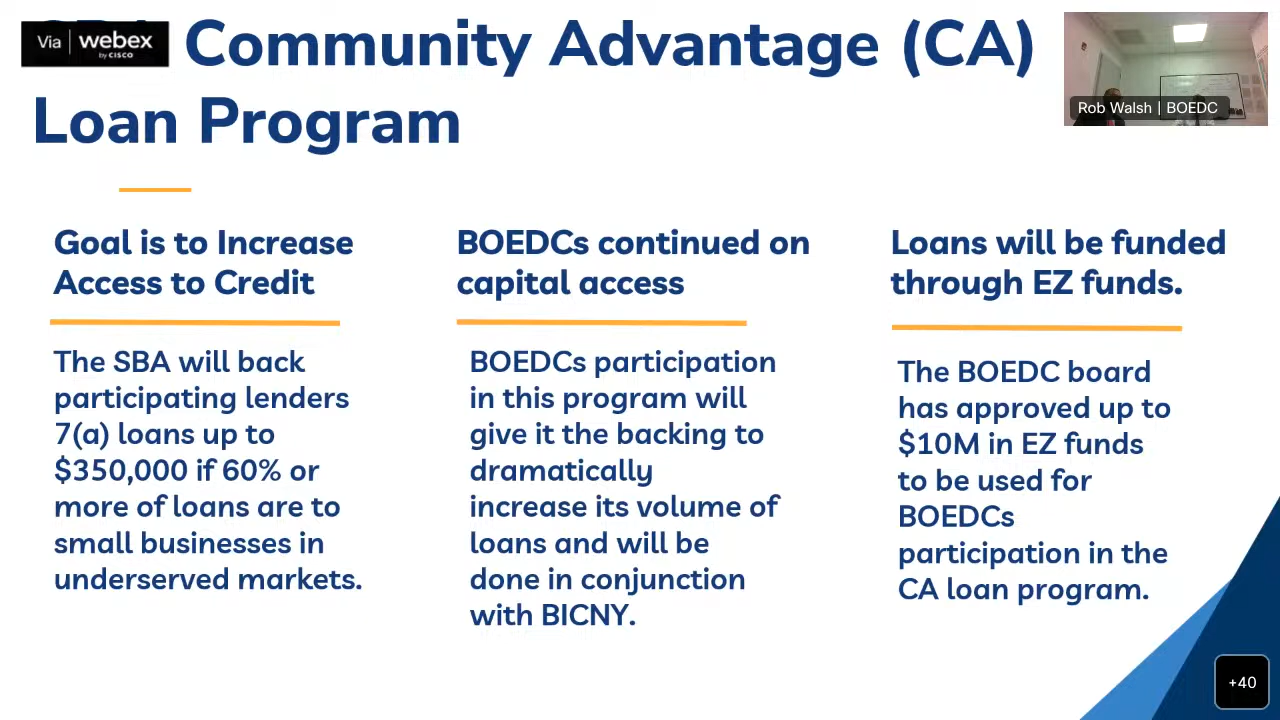 Via | webex
by CISCO
Community Advantage (CA)
Loan Program
Rob Walsh | BOEDC
Goal is to Increase
Access to Credit
The SBA will back
participating lenders
7(a) loans up to
$350,000 if 60% or
more of loans are to
small businesses in
underserved markets.
BOEDCs continued on
capital access
BOEDCs participation
in this program will
give it the backing to
dramatically
increase its volume of
loans and will be
done in conjunction
with BICNY.
Loans will be funded
through EZ funds.
The BOEDC board
has approved up to
$10M in EZ funds
to be used for
BOEDCs
participation in the
CA loan program.
+40